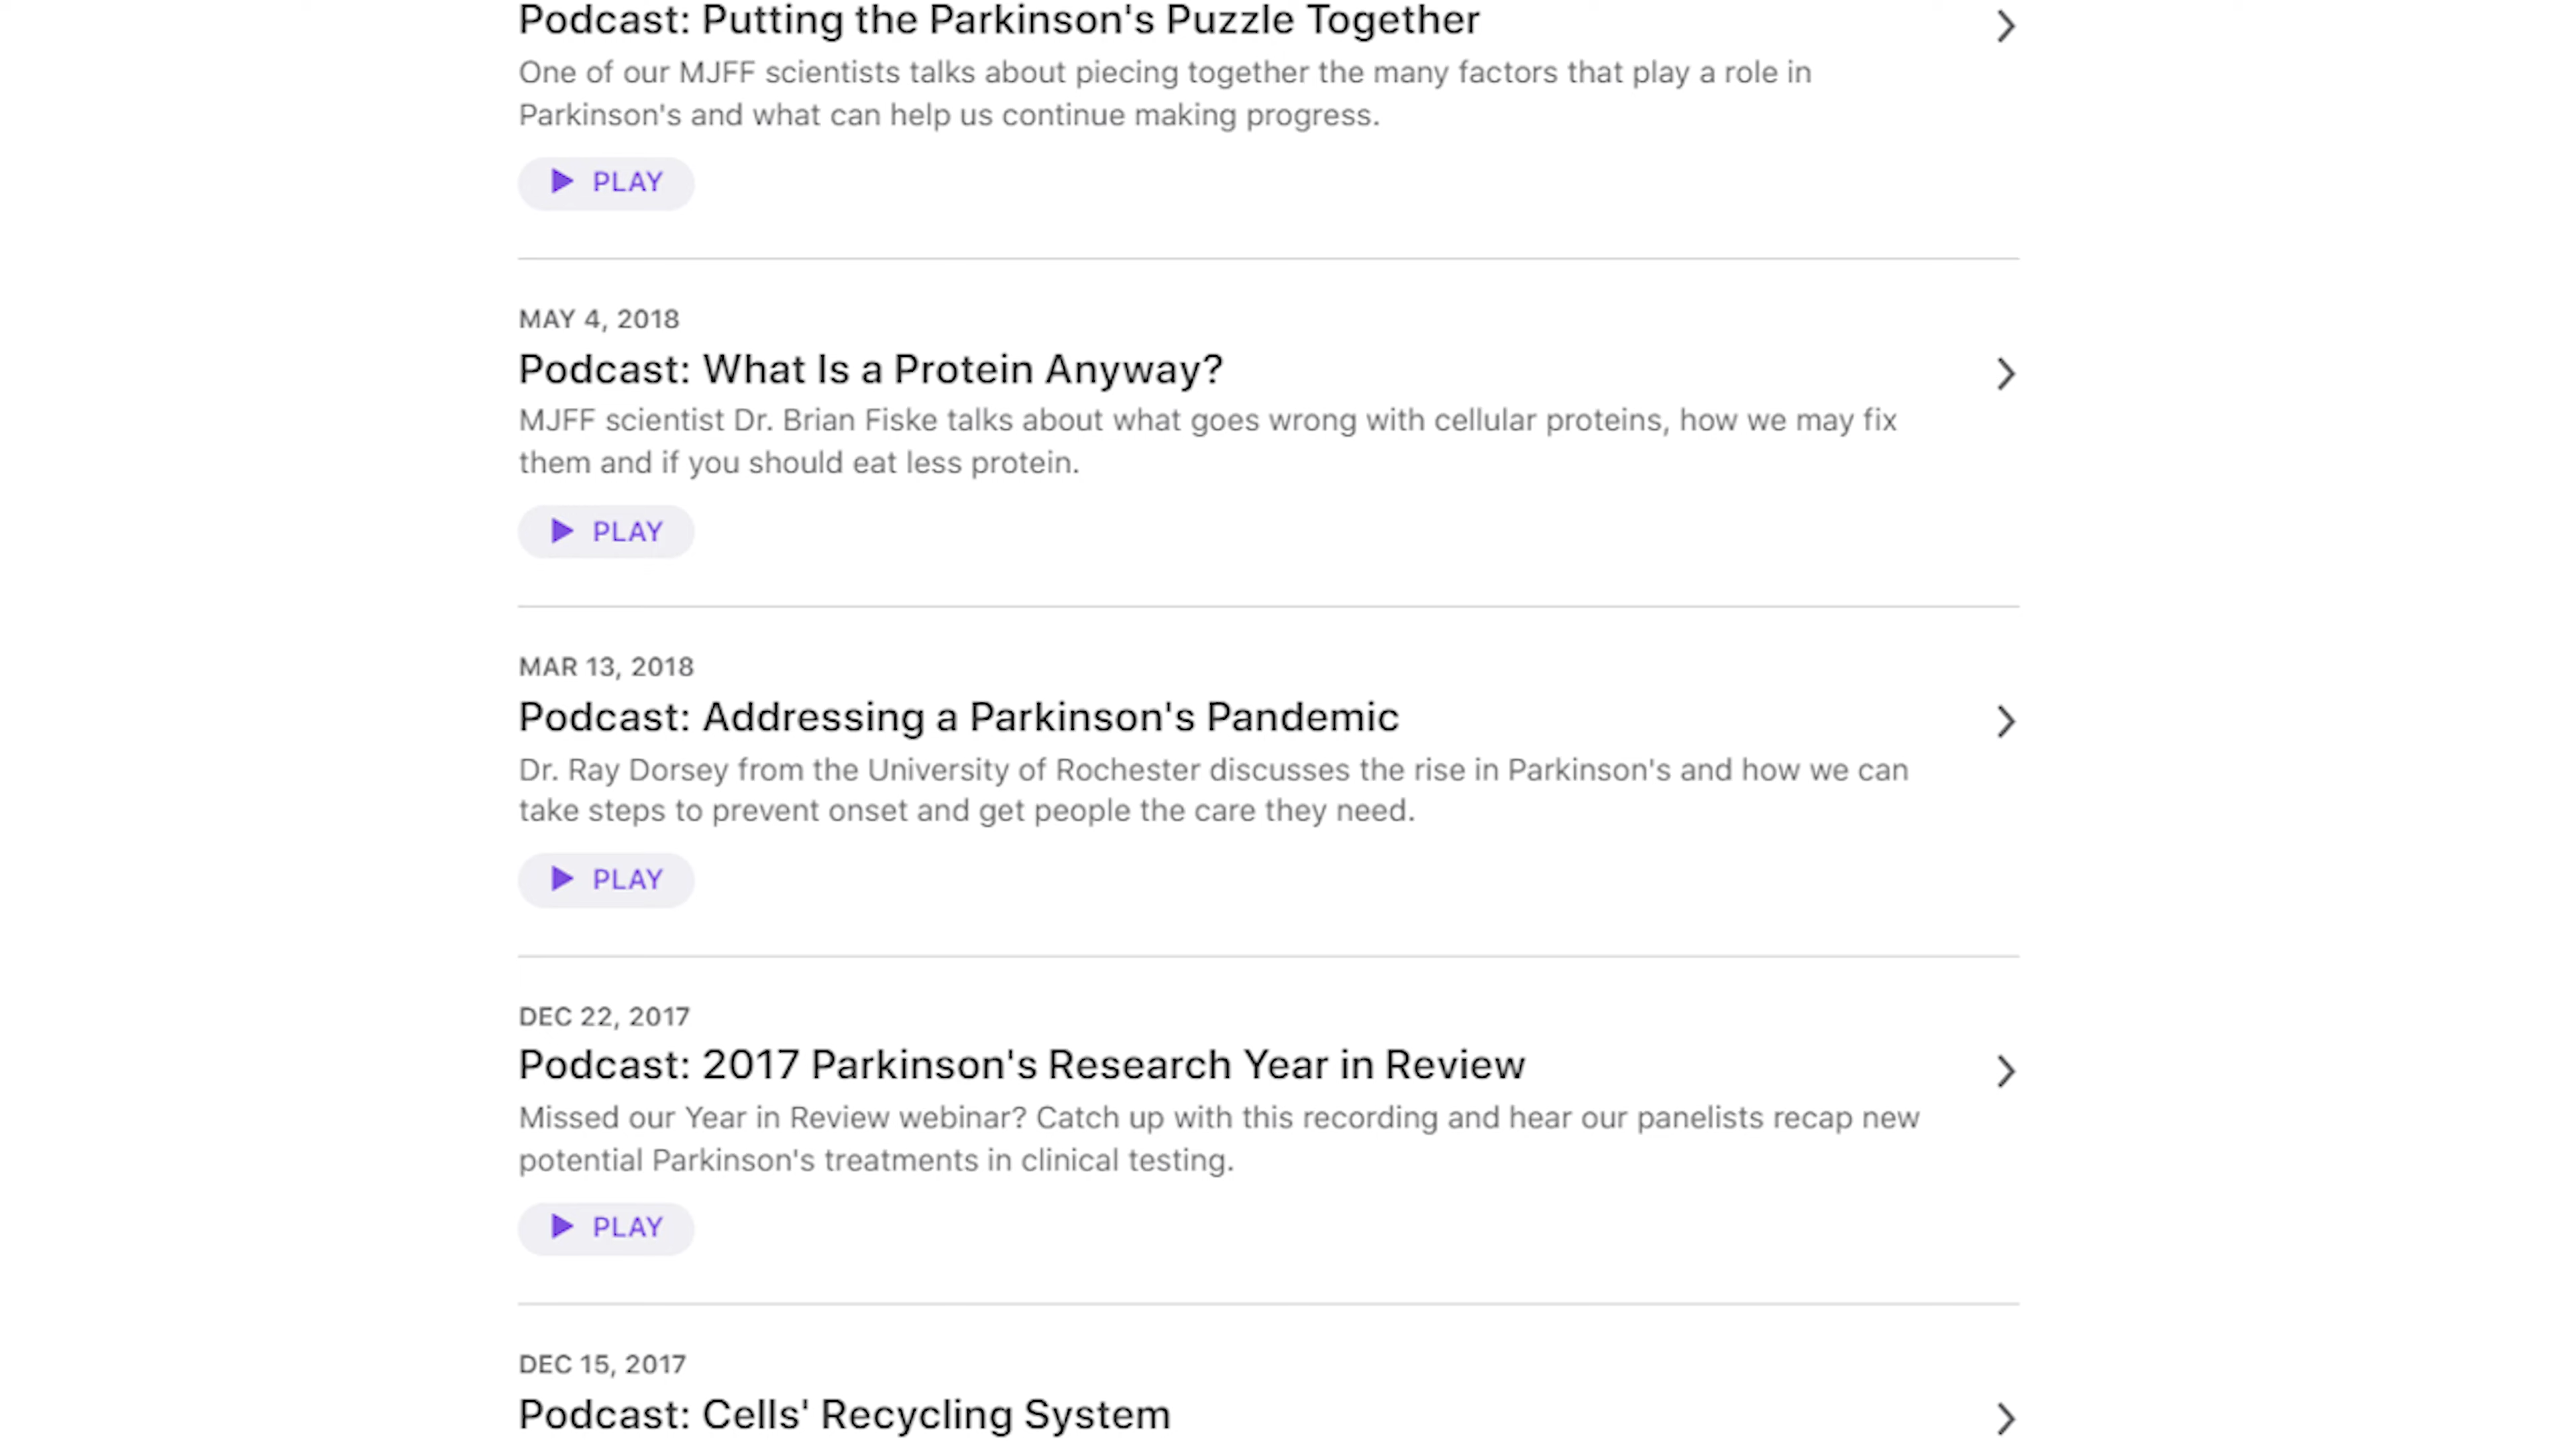 Podcast: Putting the Parkinson's Puzzle Together
One of our MJFF scientists talks about piecing together the many factors that play a role in
Parkinson's and what can help us continue making progress.
PLAY
MAY 4, 2018
Podcast: What Is a Protein Anyway?
MJFF scientist Dr. Brian Fiske talks about what goes wrong with cellular proteins, how we may fix
them and if you should eat less protein.
PLAY
MAR 13, 2018
Podcast: Addressing a Parkinson's Pandemic
Dr. Ray Dorsey from the University of Rochester discusses the rise in Parkinson's and how we can
take steps to prevent onset and get people the care they need.
PLAY
DEC 22, 2017
Podcast: 2017 Parkinson's Research Year in Review
Missed our Year in Review webinar? Catch up with this recording and hear our panelists recap new
potential Parkinson's treatments in clinical testing.
PLAY
DEC 15, 2017
Podcast: Cells' Recycling System